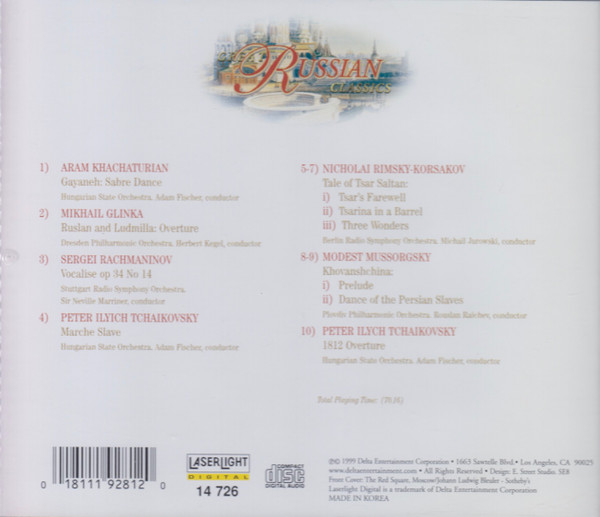 RUSSIAN
CLASSICS
1) ARAM KHACHATURIAN
Gayaneh: Sabre Dance
Hungarian State Orchestra. Adam Fischer, conductor
2) MIKHAIL GLINKA
Ruslan and Lodmilla: Overture
Dresden Philharmonic Orchestra. Herbert Kegel, conductor
3) SERGEI RACHMANINOV
Vocalise op 34 No 14
Stuttgart Radio Symphony Orchestra.
Sir Neville Marriner, conductor
4) PETER ILYICH TCHAIKOVSKY
Marche Slave
Hungarian State Orchestra. Adam Fischer, conductor
5-7) NICHOLAI RIMSKY-KORSAKOV
Tale of Tsar Saltan:
i) Tsar's Farewell
ii) Tsarina in a Barrel
iii) Three Wonders
Berlin Radio Symphony Orchestra. Michail Jurowski, conductor
8-9) MODEST MUSSORGSKY
Khovanshchina:
i) Prelude
ii) Dance of the Persian Slaves
Plovdiv Philharmonic Orchestra. Rouslan Raichev, conductor
10) PETER ILYCH TCHAIKOVSKY
1812 Overture
Hungarian State Orchestra. Adam Fischer, conductor
Total Playing Time:
0 18111 92812 0
LASERLIGHT
DIGITAL
14 726
COMPACT
disc
DIGITAL AUDIO
℗ © 1999 Delta Entertainment Corporation • 1663 Sawtelle Blvd. • Los Angeles, CA 90025
www.deltaentertainment.com • All Rights Reserved • Design: E. Smet Studio SE8
Front Cover: The Red Square, Moscow/Johann Ludwig Bleuler - Sotheby's
Laserlight Digital is a trademark of Delta Entertainment Corporation
MADE IN KOREA